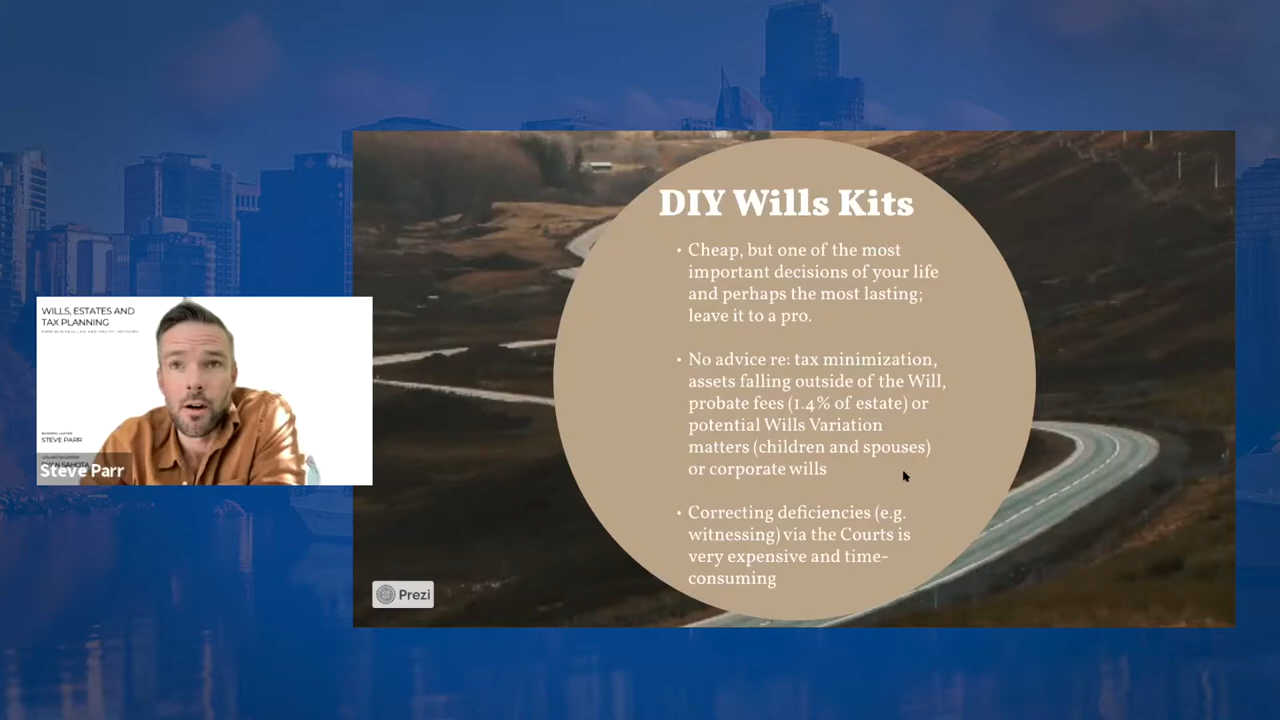 WILLS, ESTATES AND
TAX PLANNING
STEVE PARR
Steve Parr
DIY Wills Kits
• Cheap, but one of the most
important decisions of your life
and perhaps the most lasting;
leave it to a pro.
• No advice re: tax minimization,
assets falling outside of the Will,
probate fees (1.4% of estate) or
potential Wills Variation
matters (children and spouses)
or corporate wills
• Correcting deficiencies (e.g.
witnessing) via the Courts is
very expensive and time-
consuming
Prezi